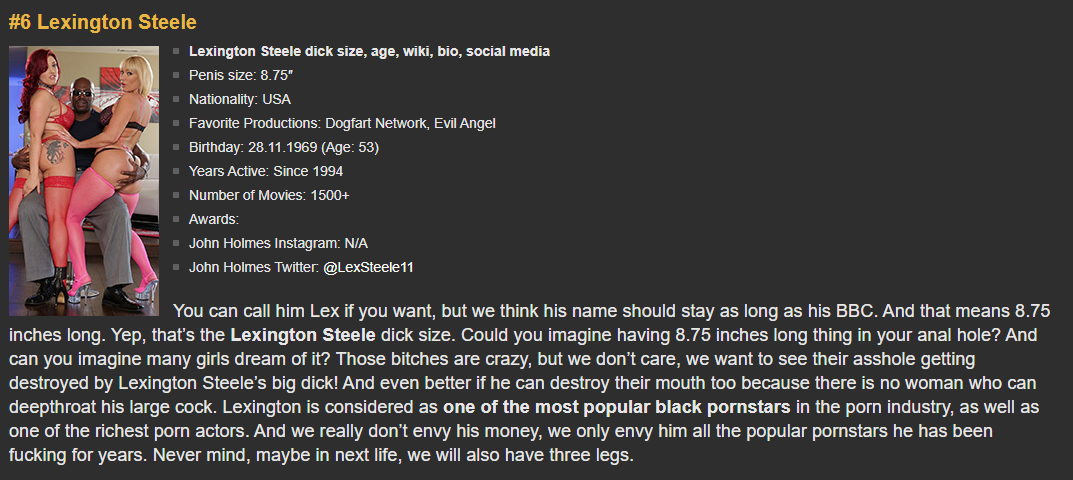 #6 Lexington Steele
Lexington Steele dick size, age, wiki, bio, social media
Penis size: 8.75″
Nationality: USA
Favorite Productions: Dogfart Network, Evil Angel
Birthday: 28.11.1969 (Age: 53)
Years Active: Since 1994
Number of Movies: 1500+
Awards:
John Holmes Instagram: N/A
John Holmes Twitter: @LexSteele11
You can call him Lex if you want, but we think his name should stay as long as his BBC. And that means 8.75
inches long. Yep, that’s the Lexington Steele dick size. Could you imagine having 8.75 inches long thing in your anal hole? And
can you imagine many girls dream of it? Those bitches are crazy, but we don’t care, we want to see their asshole getting
destroyed by Lexington Steele’s big dick! And even better if he can destroy their mouth too because there is no woman who can
deepthroat his large cock. Lexington is considered as one of the most popular black pornstars in the porn industry, as well as
one of the richest porn actors. And we really don’t envy his money, we only envy him all the popular pornstars he has been
fucking for years. Never mind, maybe in next life, we will also have three legs.